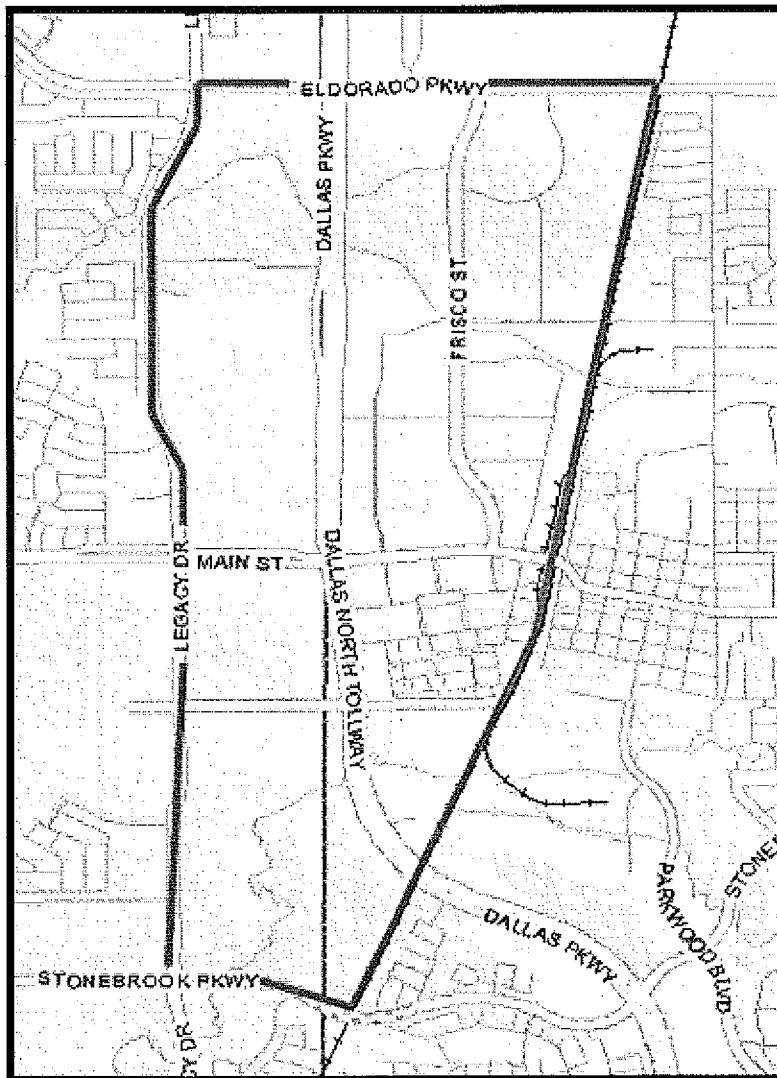 ELDORADO PKWY
DALLAS PKWY
FRISCO ST
MAIN ST
LEGACY DR
DALLAS NORTH TOLLWAY
DALLAS PKWY
PARKWOOD BLVD
STONEBROOK PKWY